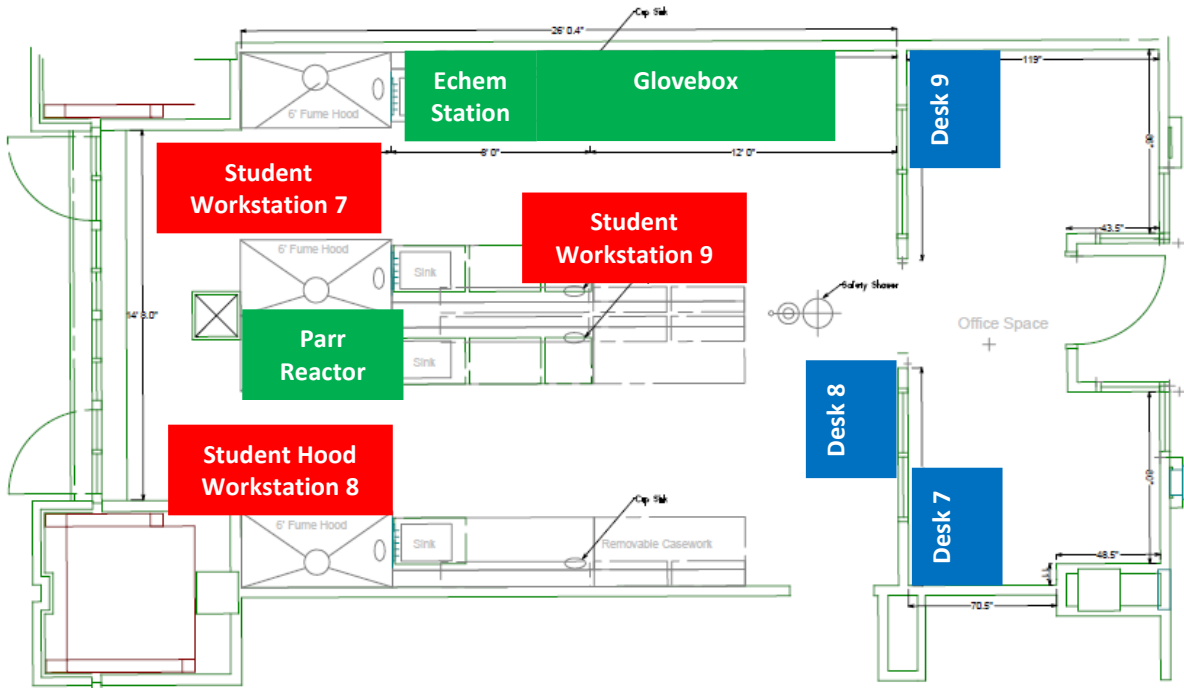 Cup Sink
26' 0.4"
119"
Echem
Station
Glovebox
Desk 9
6' Fume Hood
6' 0"
12' 0"
Student
Workstation 7
Student
Workstation 9
43.5"
6' Fume Hood
Sink
Safety Shower
Office Space
Parr
Reactor
Sink
Desk 8
Student Hood
Workstation 8
Desk 7
Cup Sink
6' Fume Hood
Sink
Removable Casework
48.5"
70.5"